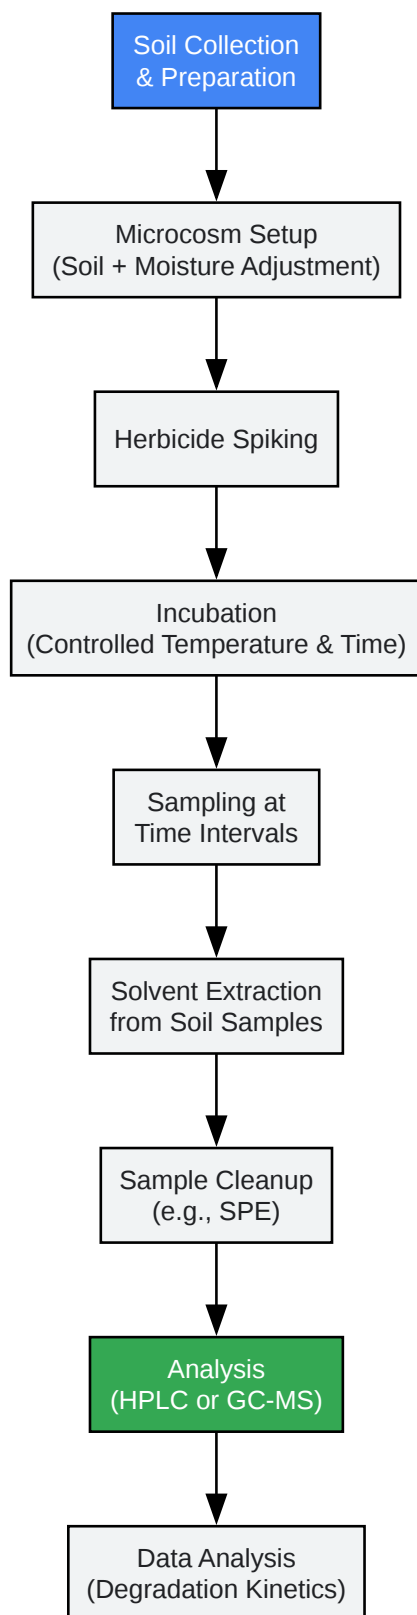 Soil Collection
& Preparation
Microcosm Setup
(Soil + Moisture Adjustment)
Herbicide Spiking
Incubation
(Controlled Temperature & Time)
Sampling at
Time Intervals
Solvent Extraction
from Soil Samples
Sample Cleanup
(e.g., SPE)
Analysis
(HPLC or GC-MS)
Data Analysis
(Degradation Kinetics)